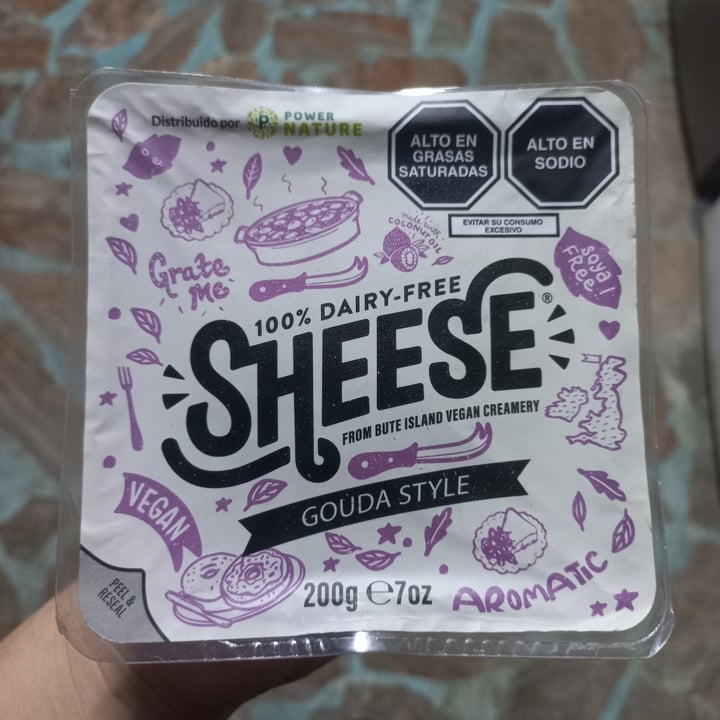 Distribuido por
POWER
NATURE
ALTO EN
GRASAS
SATURADAS
ALTO EN
SODIO
EVITAR SU CONSUMO
EXCESIVO
made with
COCONUT OIL
Soya!
FREE!
Grate
ME
100% DAIRY-FREE
SHEESE®
FROM BUTE ISLAND VEGAN CREAMERY
GOUDA STYLE
VEGAN
PEEL &
RESEAL
200g ℮ 7oz
AROMATIC